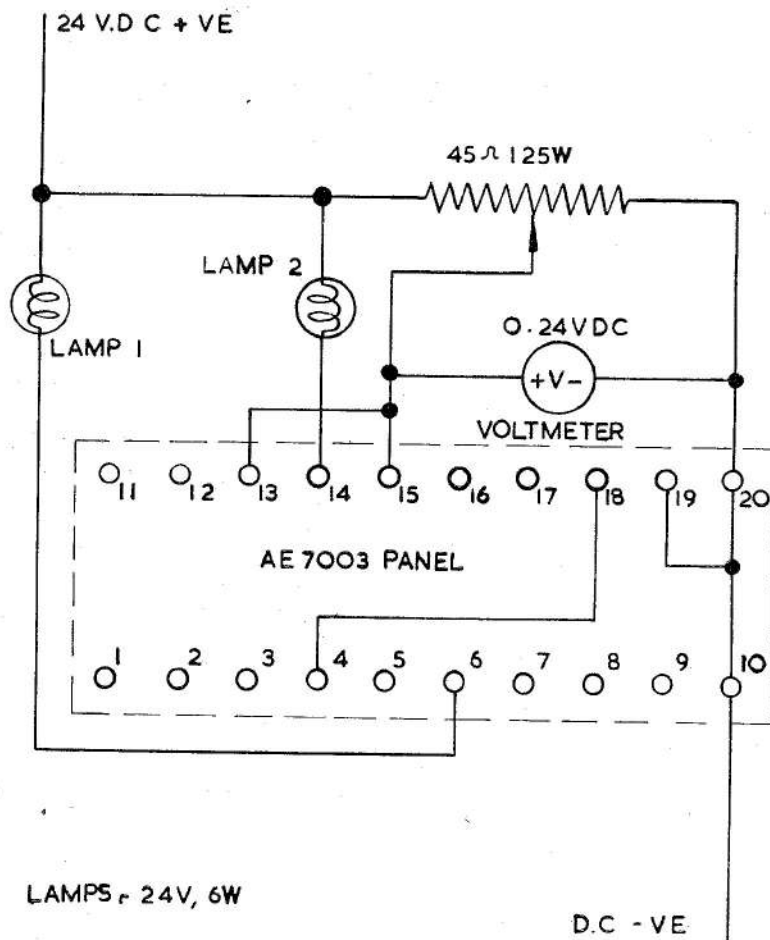 24 V.D C + VE
45 Ω 125W
LAMP 2
0.24VDC
LAMP 1
+V-
VOLTMETER
11 12 13 14 15 16 17 18 19 20
AE 7003 PANEL
1 2 3 4 5 6 7 8 9 10
LAMPS - 24V, 6W
D.C - VE